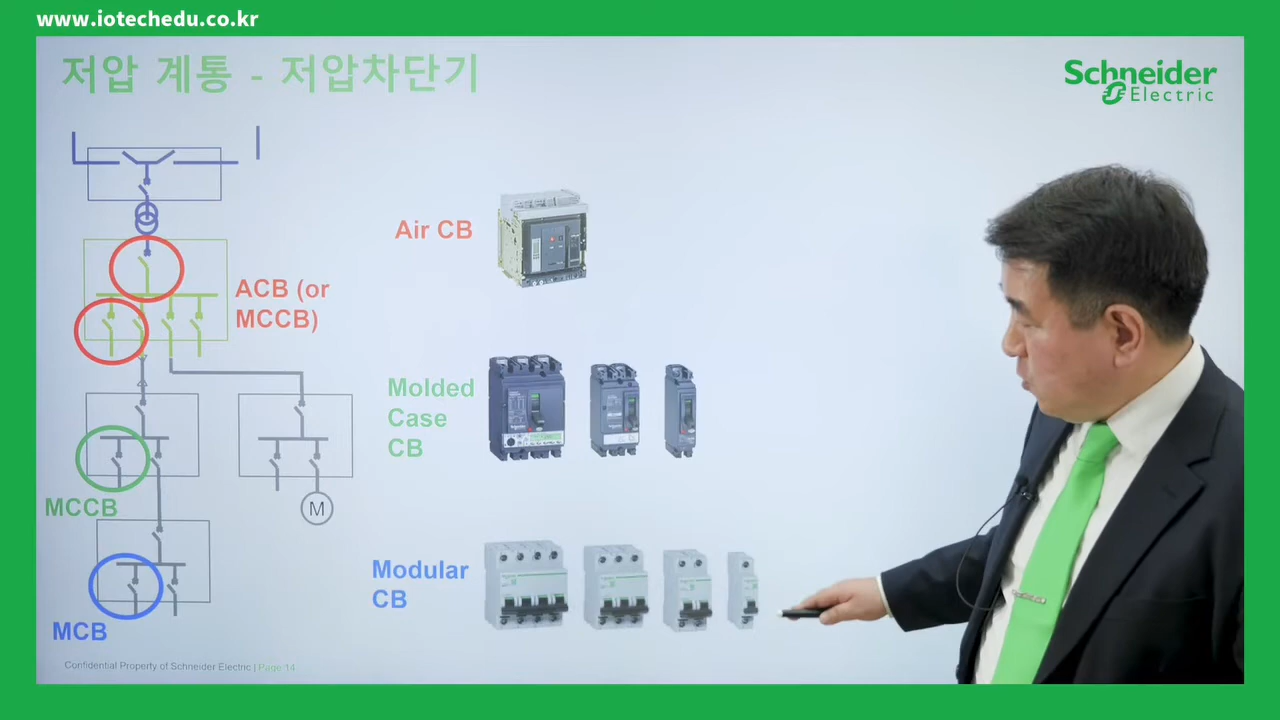 www.iotechedu.co.kr
저압 계통 - 저압차단기
Schneider
Electric
Air CB
ACB (or
MCCB)
Molded
Case
CB
MCCB
M
Modular
CB
MCB
Confidential Property of Schneider Electric | Page 14